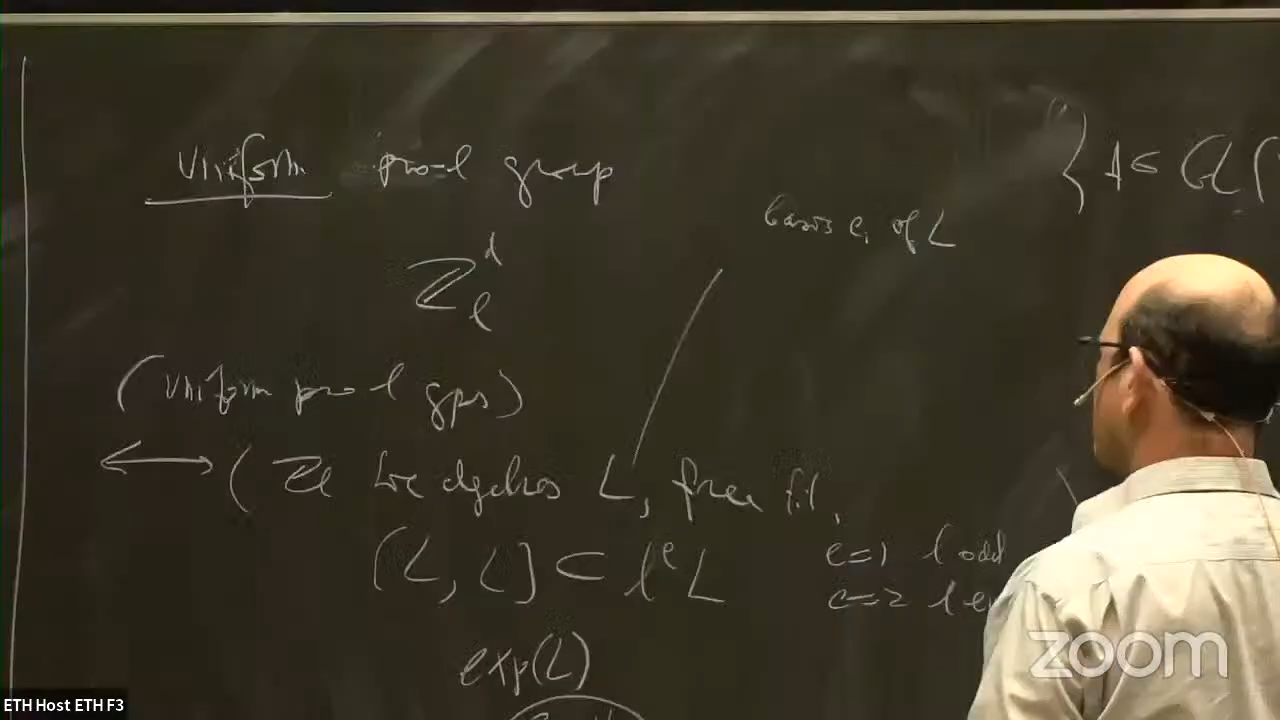 Uniform pro-l group
basis e_i of L
{ A ∈ GL(
Z_l^d
(Uniform pro l gps)
⟷ ( Z_l Lie algebras L, free f.t.
[L, L] ⊂ l^e L
e=1 l odd
e=2 l
exp(L)
zoom
ETH Host ETH F3